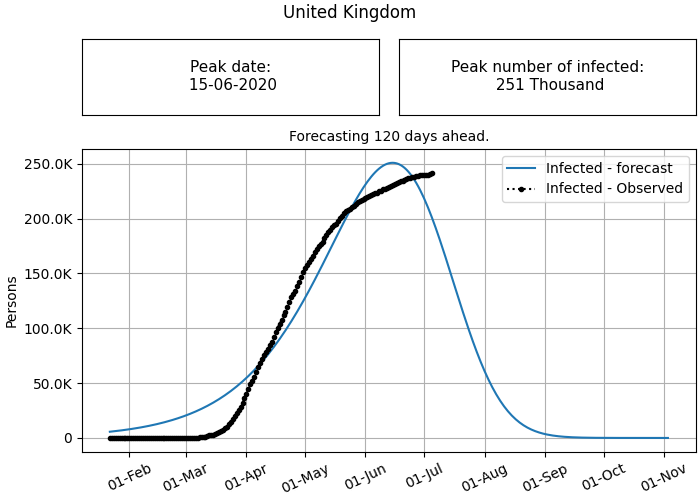 United Kingdom
Peak date:
15-06-2020
Peak number of infected:
251 Thousand
Forecasting 120 days ahead.
250.0K
200.0K
150.0K
100.0K
50.0K
0
Persons
Infected - forecast
Infected - Observed
01-Feb
01-Mar
01-Apr
01-May
01-Jun
01-Jul
01-Aug
01-Sep
01-Oct
01-Nov